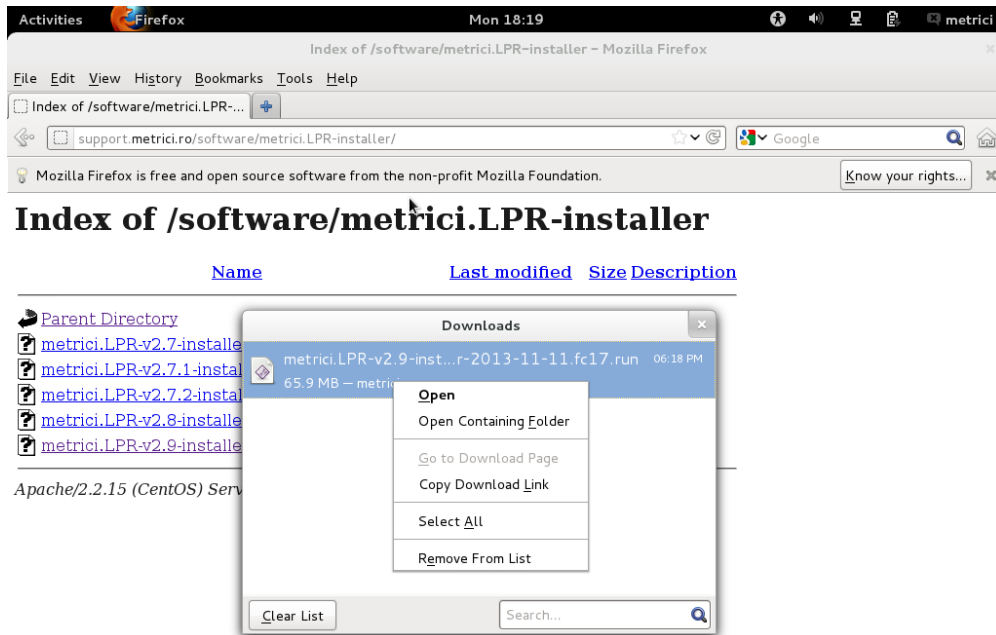 Activities Firefox Mon 18:19 metrici
Index of /software/metrici.LPR-installer - Mozilla Firefox
File Edit View History Bookmarks Tools Help
Index of /software/metrici.LPR-...
support.metrici.ro/software/metrici.LPR-installer/ Google
Mozilla Firefox is free and open source software from the non-profit Mozilla Foundation. Know your rights...
Index of /software/metrici.LPR-installer
Name Last modified Size Description
Parent Directory
metrici.LPR-v2.7-installe
metrici.LPR-v2.7.1-instal
metrici.LPR-v2.7.2-instal
metrici.LPR-v2.8-installe
metrici.LPR-v2.9-installe
Apache/2.2.15 (CentOS) Serv
Downloads
metrici.LPR-v2.9-inst...r-2013-11-11.fc17.run 06:18 PM
65.9 MB — metric
Open
Open Containing Folder
Go to Download Page
Copy Download Link
Select All
Remove From List
Clear List Search...